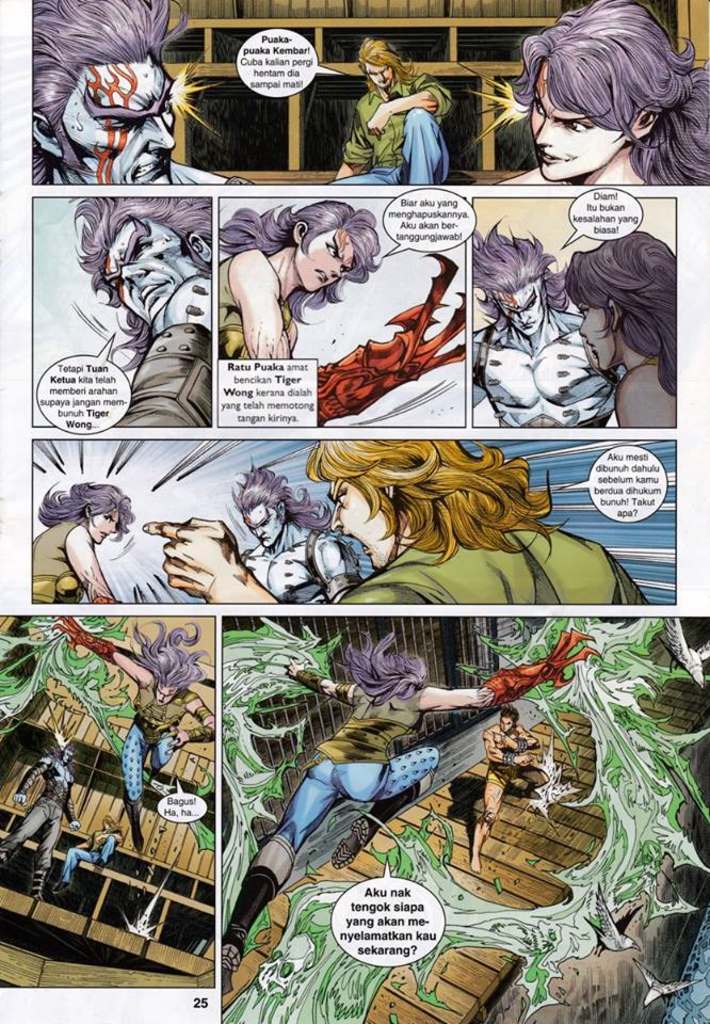 Puaka-
puaka Kembar!
Cuba kalian pergi
hentam dia
sampai mati!
Tetapi Tuan
Ketua kita telah
memberi arahan
supaya jangan mem-
bunuh Tiger
Wong...
Biar aku yang
menghapuskannya.
Aku akan ber-
tanggungjawab!
Ratu Puaka amat
bencikan Tiger
Wong kerana dialah
yang telah memotong
tangan kirinya.
Diam!
Itu bukan
kesalahan yang
biasa!
Aku mesti
dibunuh dahulu
sebelum kamu
berdua dihukum
bunuh! Takut
apa?
Bagus!
Ha, ha...
Aku nak
tengok siapa
yang akan me-
nyelamatkan kau
sekarang?
25